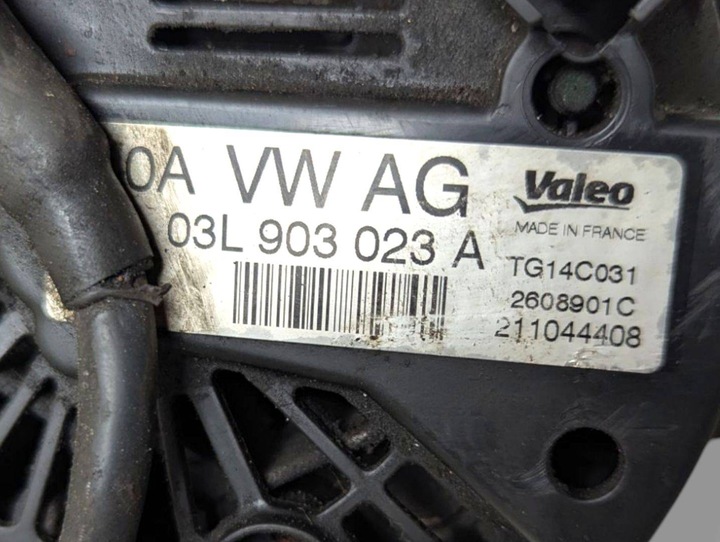 0A VW AG
03L 903 023 A
Valeo
MADE IN FRANCE
TG14C031
2608901C
211044408